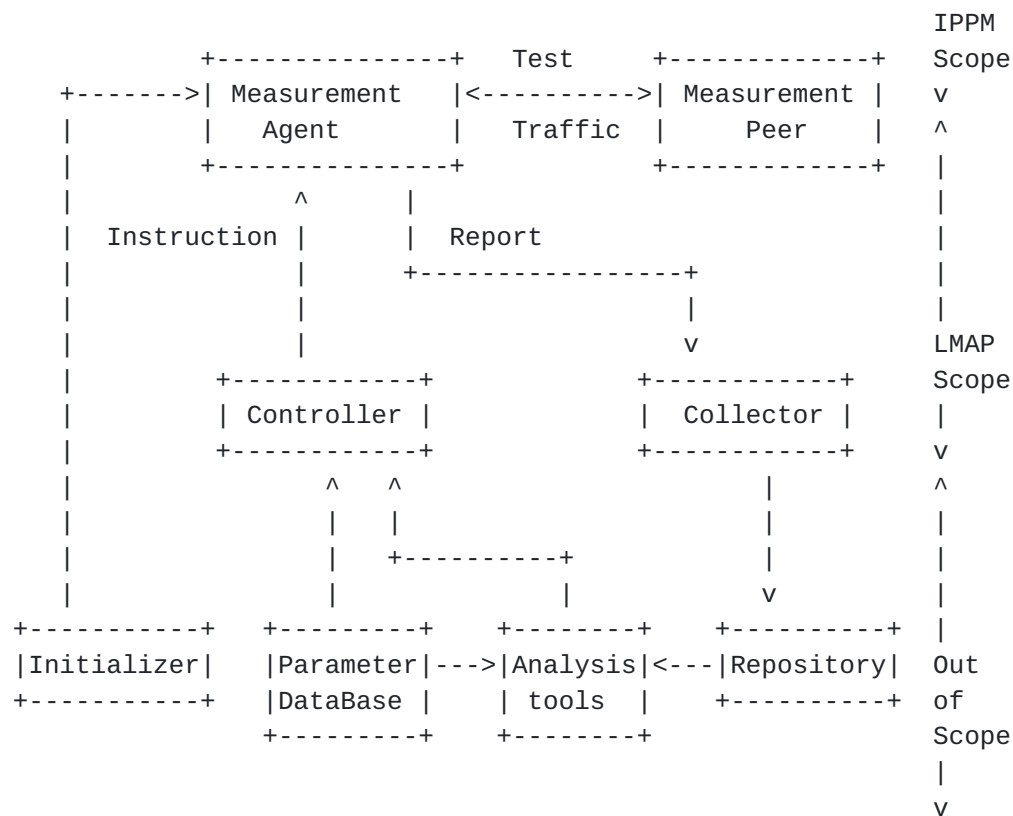 IPPM
Test Scope
Measurement Measurement v
Agent Traffic Peer ^
^
Instruction Report
v LMAP
Scope
Controller Collector
v
^ ^ ^
v
Initializer Parameter Analysis Repository Out
DataBase tools of
Scope
v